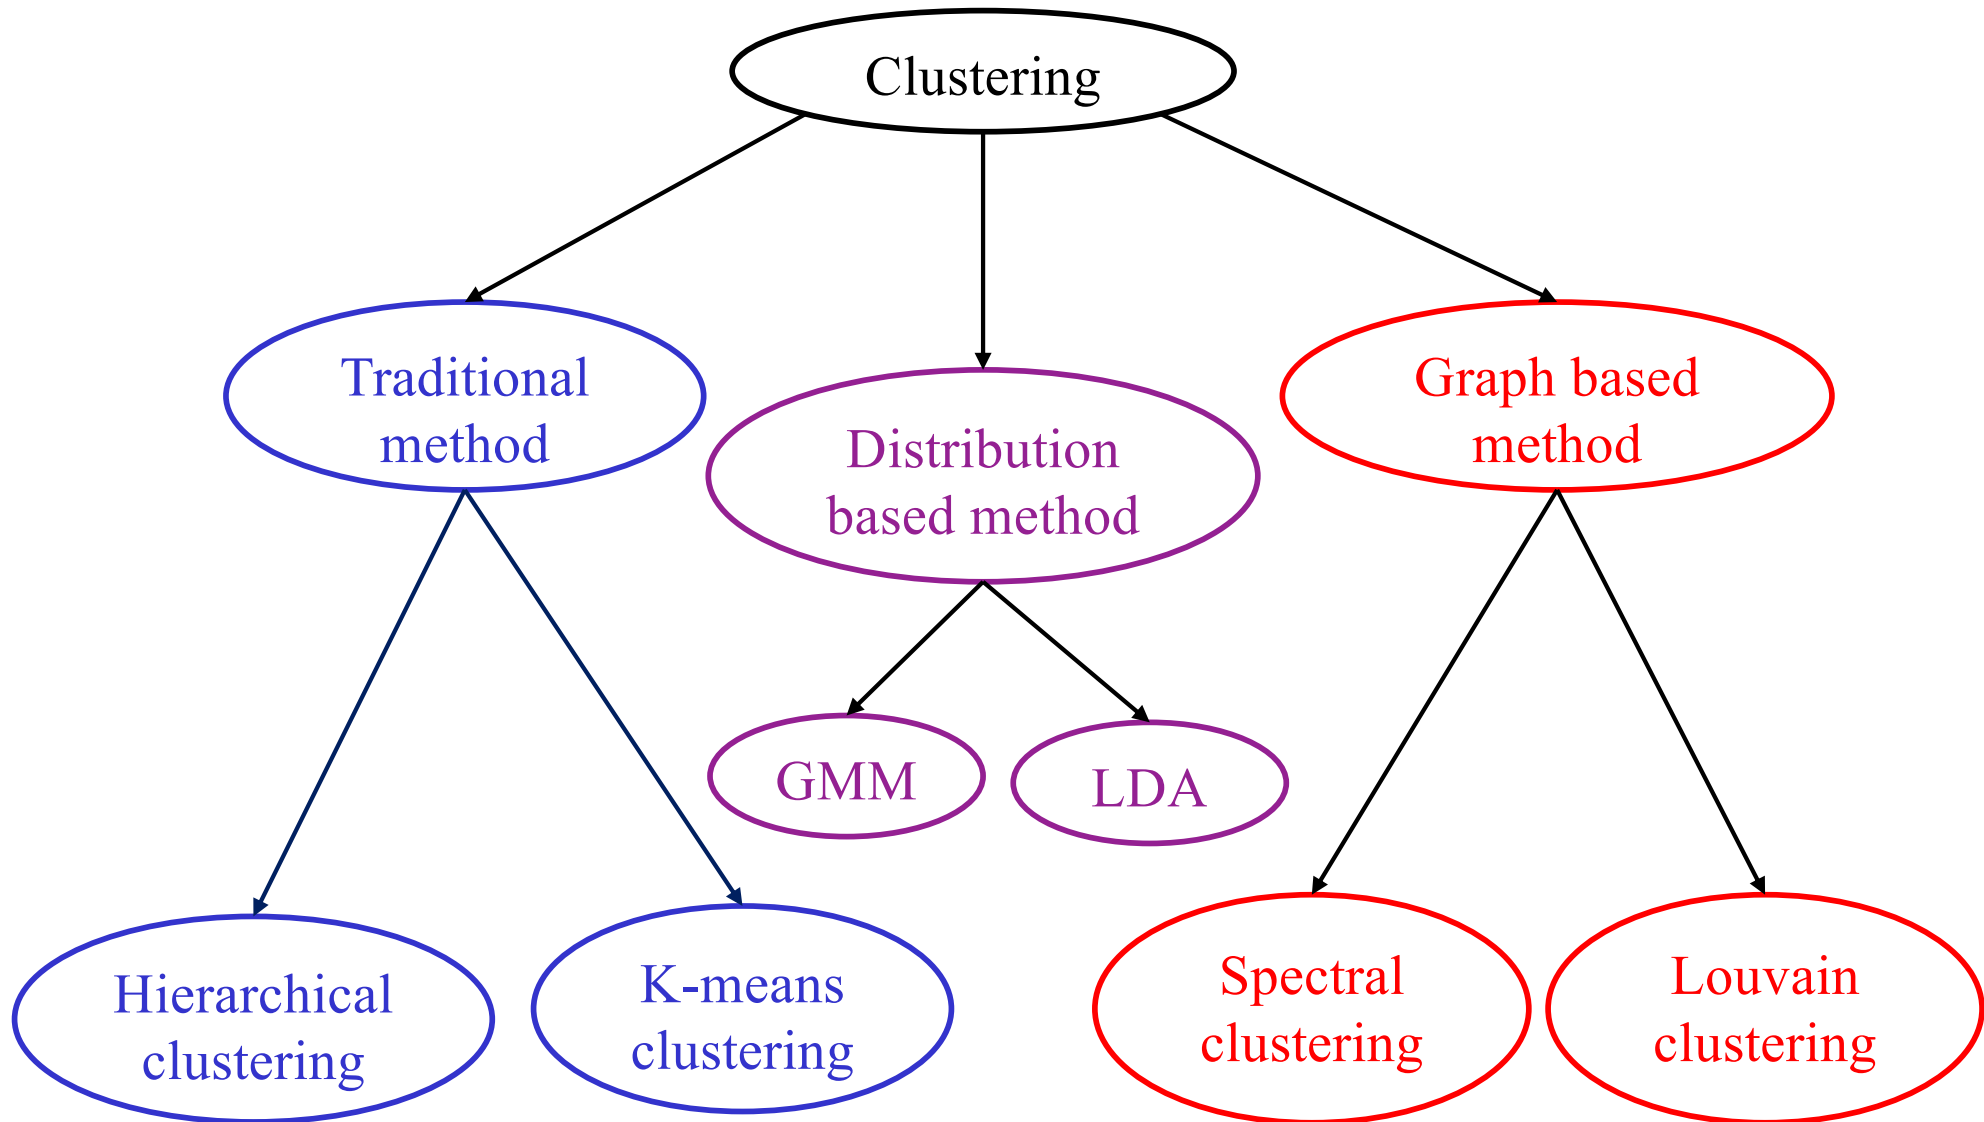 Clustering
Traditional
method
Distribution
based method
Graph based
method
GMM
LDA
Hierarchical
clustering
K-means
clustering
Spectral
clustering
Louvain
clustering